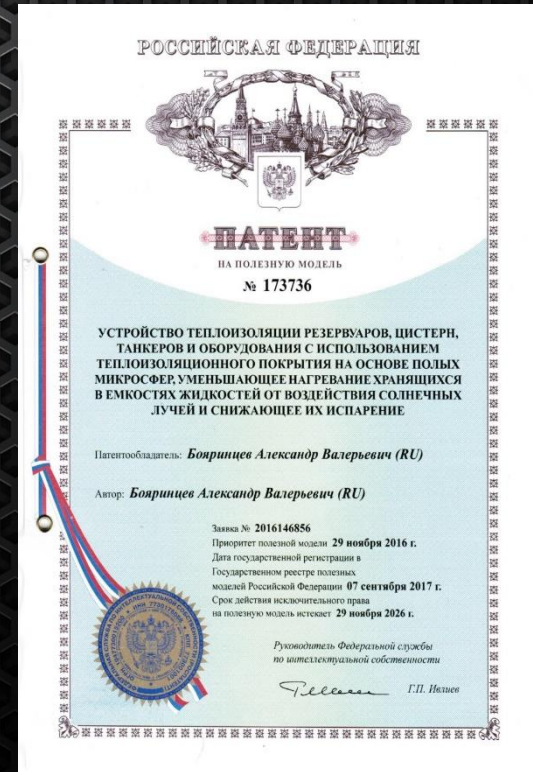 РОССИЙСКАЯ ФЕДЕРАЦИЯ
ПАТЕНТ
НА ПОЛЕЗНУЮ МОДЕЛЬ
№ 173736
УСТРОЙСТВО ТЕПЛОИЗОЛЯЦИИ РЕЗЕРВУАРОВ, ЦИСТЕРН,
ТАНКЕРОВ И ОБОРУДОВАНИЯ С ИСПОЛЬЗОВАНИЕМ
ТЕПЛОИЗОЛЯЦИОННОГО ПОКРЫТИЯ НА ОСНОВЕ ПОЛЫХ
МИКРОСФЕР, УМЕНЬШАЮЩЕЕ НАГРЕВАНИЕ ХРАНЯЩИХСЯ
В ЕМКОСТЯХ ЖИДКОСТЕЙ ОТ ВОЗДЕЙСТВИЯ СОЛНЕЧНЫХ
ЛУЧЕЙ И СНИЖАЮЩЕЕ ИХ ИСПАРЕНИЕ
Патентообладатель: Бояринцев Александр Валерьевич (RU)
Автор: Бояринцев Александр Валерьевич (RU)
Заявка № 2016146856
Приоритет полезной модели 29 ноября 2016 г.
Дата государственной регистрации в
Государственном реестре полезных
моделей Российской Федерации 07 сентября 2017 г.
Срок действия исключительного права
на полезную модель истекает 29 ноября 2026 г.
Руководитель Федеральной службы
по интеллектуальной собственности
Г.П. Ивлиев